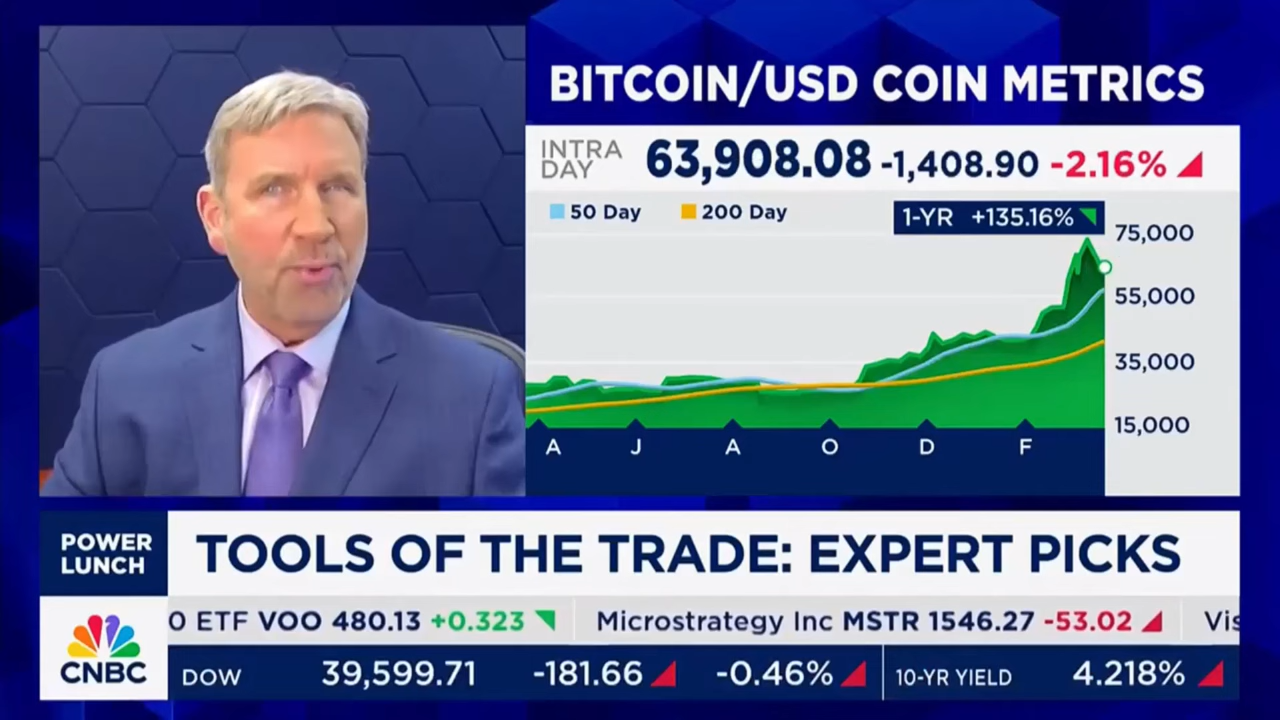 BITCOIN/USD COIN METRICS
INTRA
DAY
63,908.08 -1,408.90 -2.16%
50 Day
200 Day
1-YR +135.16%
75,000
55,000
35,000
15,000
A J A O D F
POWER
LUNCH
TOOLS OF THE TRADE: EXPERT PICKS
0 ETF VOO 480.13 +0.323 Microstrategy Inc MSTR 1546.27 -53.02 Vis
CNBC
DOW 39,599.71 -181.66 -0.46% 10-YR YIELD 4.218%